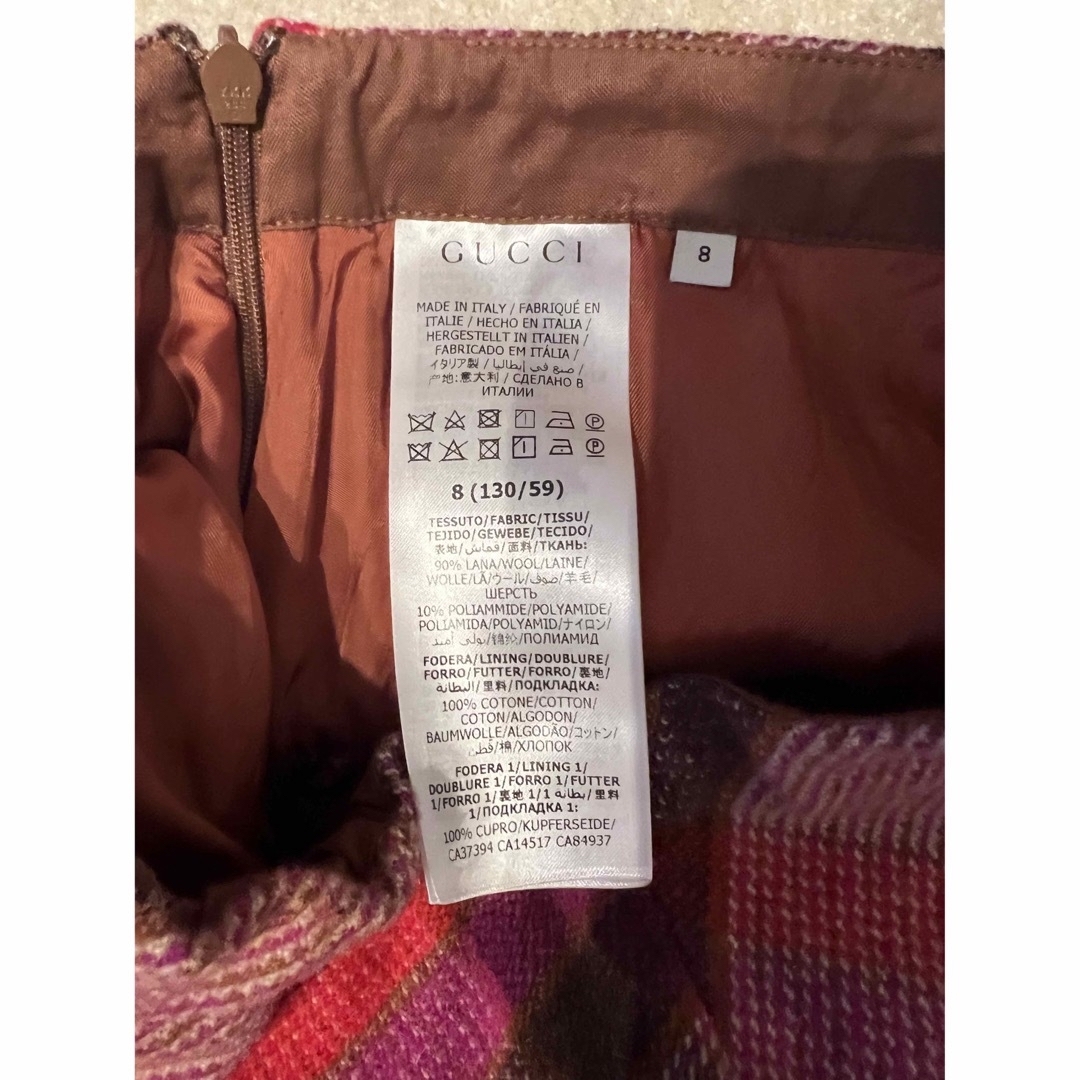 YKK
GUCCI
8
MADE IN ITALY / FABRIQUÉ EN
ITALIE / HECHO EN ITALIA /
HERGESTELLT IN ITALIEN /
FABRICADO EM ITÁLIA /
イタリア製 / صنع في إيطاليا /
产地:意大利 / СДЕЛАНО В
ИТАЛИИ
P
P
8 (130/59)
TESSUTO/FABRIC/TISSU/
TEJIDO/GEWEBE/TECIDO/
表地/قماش/面料/ТКАНЬ:
90% LANA/WOOL/LAINE/
WOLLE/LÃ/ウール/صوف/羊毛/
ШЕРСТЬ
10% POLIAMMIDE/POLYAMIDE/
POLIAMIDA/POLYAMID/ナイロン/
بولي أميد/锦纶/ПОЛИАМИД
FODERA/LINING/DOUBLURE/
FORRO/FUTTER/FORRO/裏地/
البطانة/里料/ПОДКЛАДКА:
100% COTONE/COTTON/
COTON/ALGODON/
BAUMWOLLE/ALGODÃO/コットン/
قطن/棉/ХЛОПОК
FODERA 1/LINING 1/
DOUBLURE 1/FORRO 1/FUTTER
1/FORRO 1/裏地 1/بطانة 1/里料
1/ПОДКЛАДКА 1:
100% CUPRO/KUPFERSEIDE/
CA37394 CA14517 CA84937